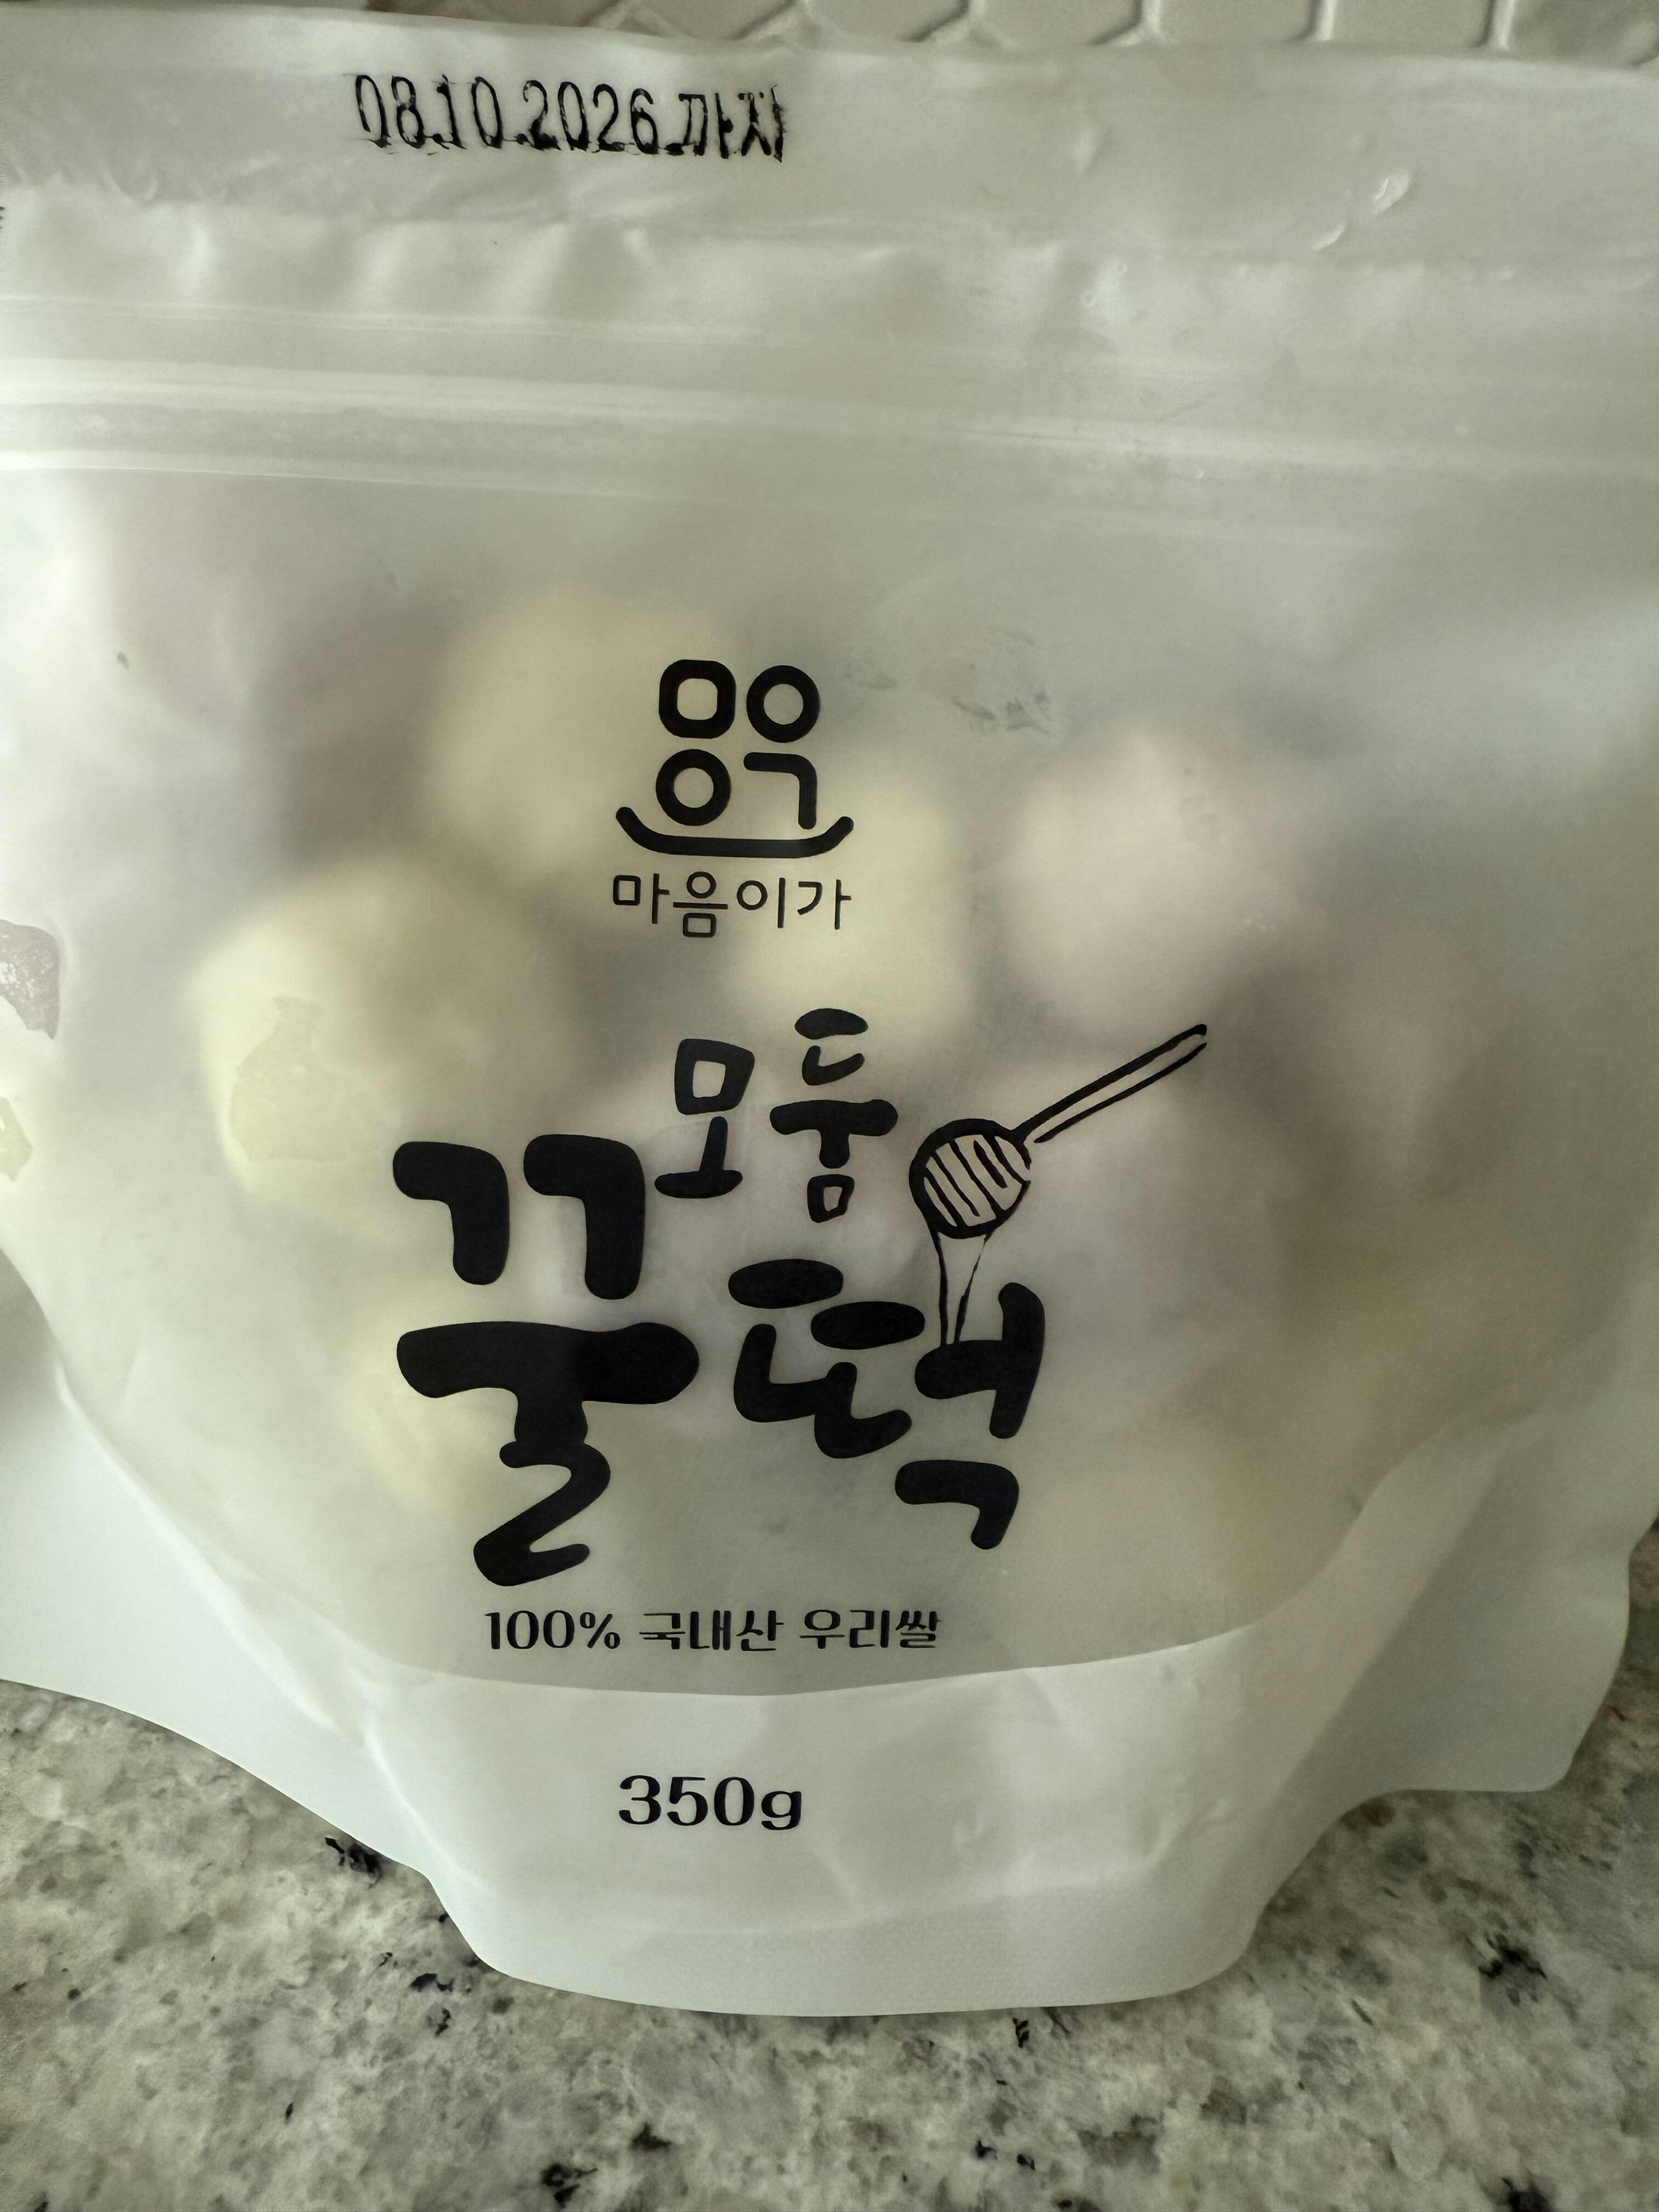 08.10.2026.까지
마음이가
모듬
꿀떡
100% 국내산 우리쌀
350g